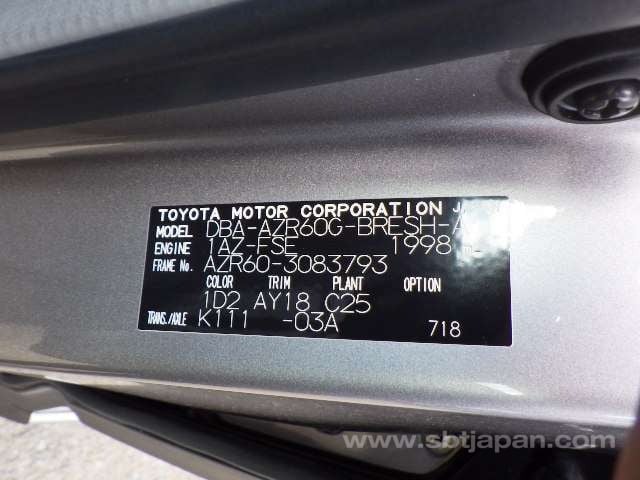 TOYOTA MOTOR CORPORATION
MODEL DBA-AZR60G-BRESH-A
ENGINE 1AZ-FSE 1998
FRAME No. AZR60-3083793
COLOR TRIM PLANT OPTION
1D2 AY18 C25
TRANS./AXLE K111 -03A 718
www.sbtjapan.com